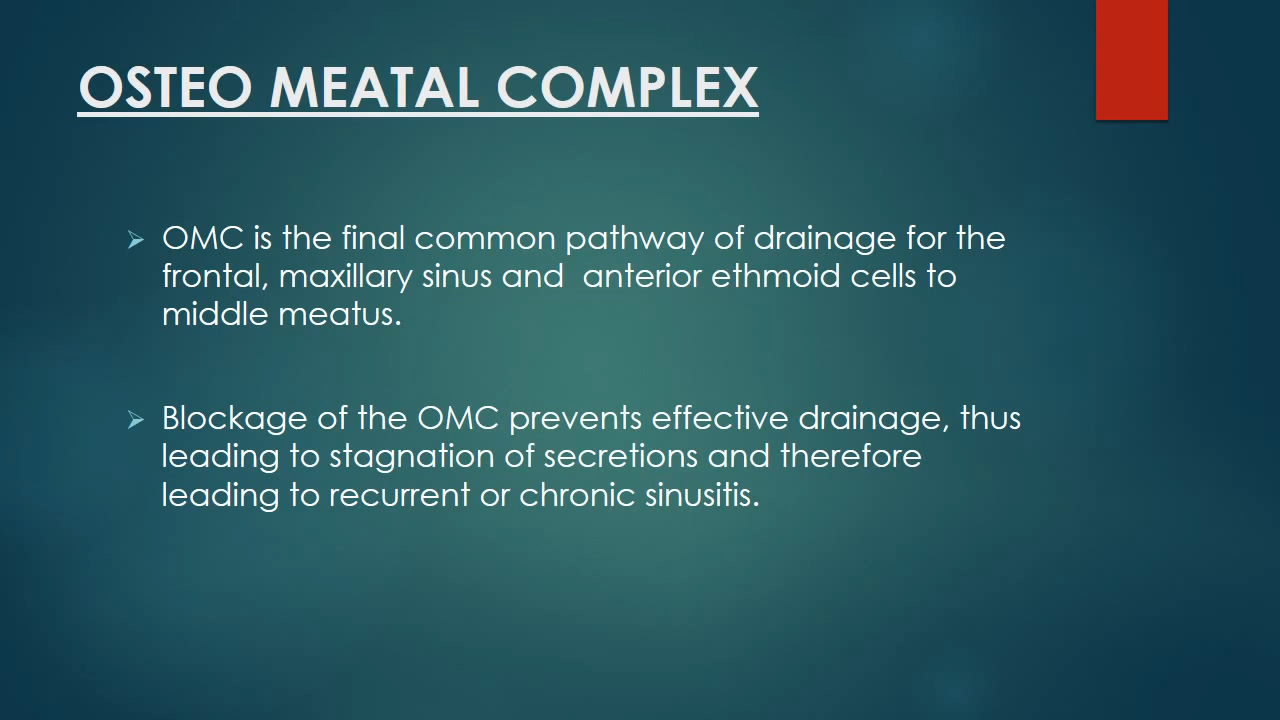 OSTEO MEATAL COMPLEX
OMC is the final common pathway of drainage for the
frontal, maxillary sinus and  anterior ethmoid cells to
middle meatus.
Blockage of the OMC prevents effective drainage, thus
leading to stagnation of secretions and therefore
leading to recurrent or chronic sinusitis.